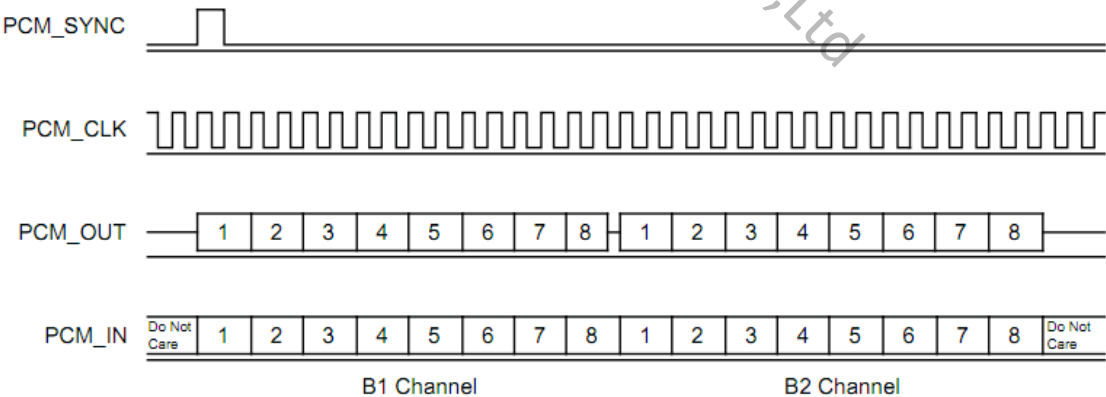 PCM_SYNC
,Ltd
PCM_CLK
PCM_OUT 1 2 3 4 5 6 7 8 1 2 3 4 5 6 7 8
PCM_IN Do Not Care 1 2 3 4 5 6 7 8 1 2 3 4 5 6 7 8 Do Not Care
B1 Channel B2 Channel